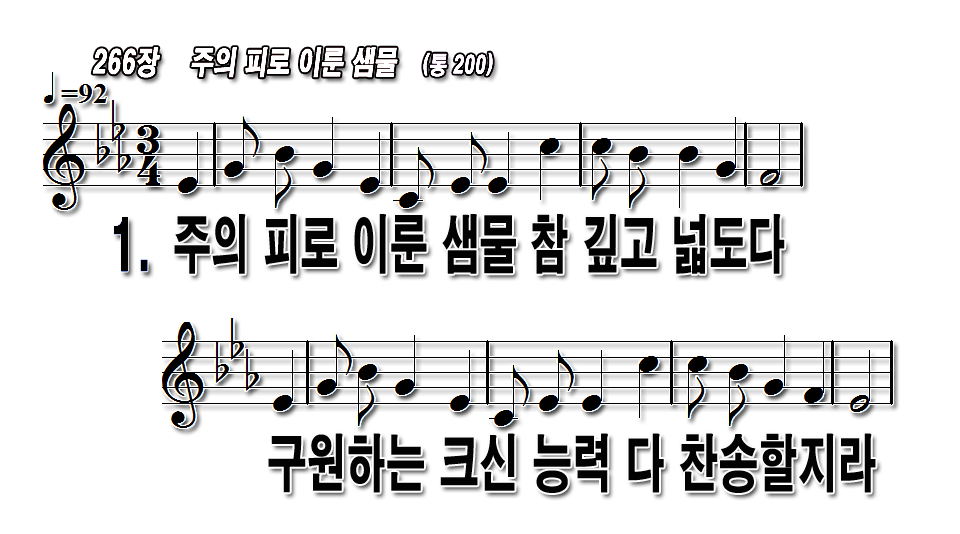 266장 주의 피로 이룬 샘물 (통 200)
♩=92
3
4
1. 주의 피로 이룬 샘물 참 깊고 넓도다
구원하는 크신 능력 다 찬송할지라